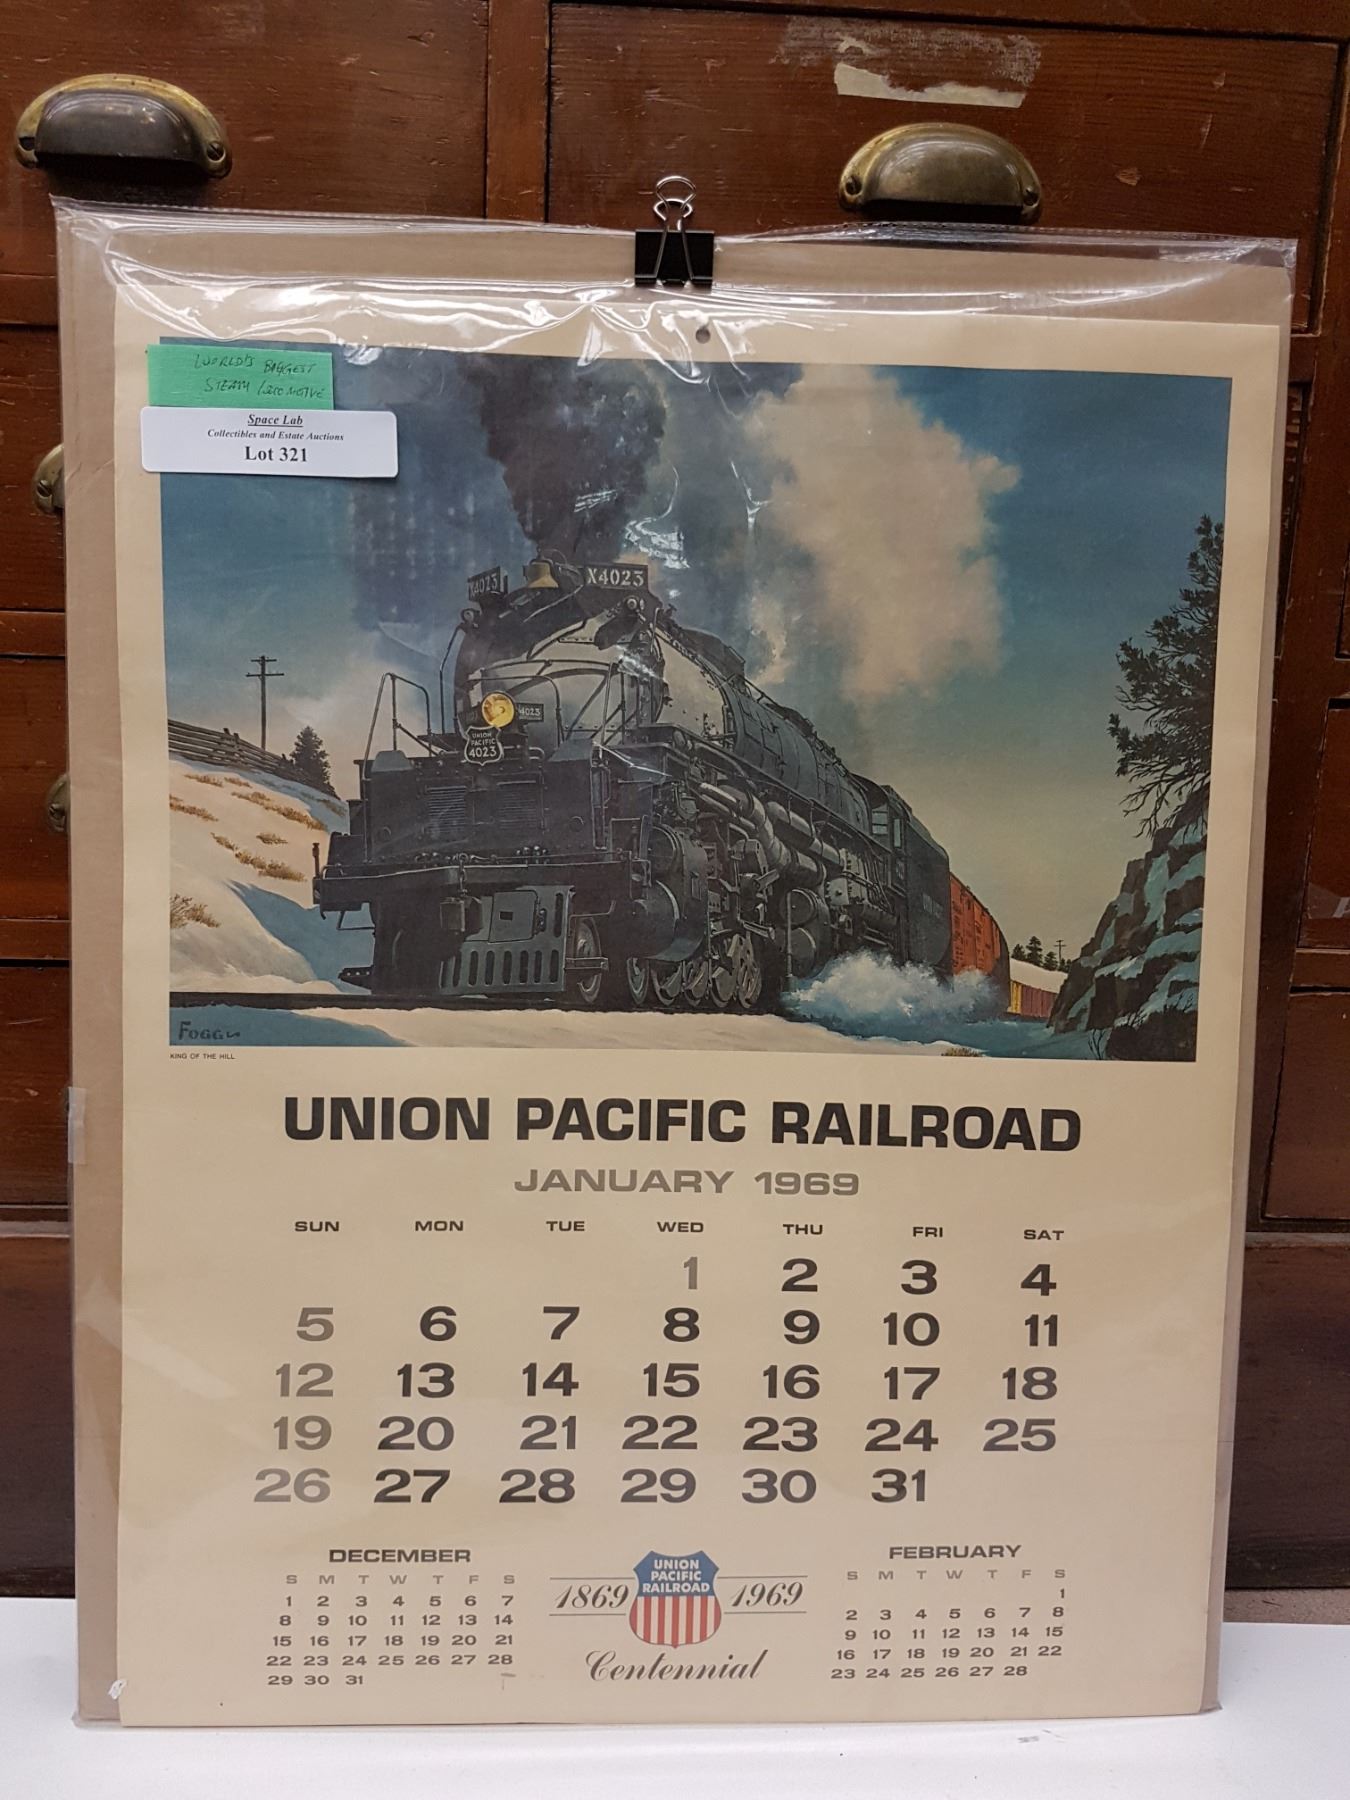 WORLD'S BIGGEST
STEAM LOCOMOTIVE
Space Lab
Collectibles and Estate Auctions
Lot 321
X4023
X4023
4023
UNION
PACIFIC
4023
FOGG
KING OF THE HILL
UNION PACIFIC RAILROAD
JANUARY 1969
SUN MON TUE WED THU FRI SAT
1 2 3 4
5 6 7 8 9 10 11
12 13 14 15 16 17 18
19 20 21 22 23 24 25
26 27 28 29 30 31
DECEMBER
S M T W T F S
1 2 3 4 5 6 7
8 9 10 11 12 13 14
15 16 17 18 19 20 21
22 23 24 25 26 27 28
29 30 31
UNION
PACIFIC
RAILROAD
1869 1969
Centennial
FEBRUARY
S M T W T F S
1
2 3 4 5 6 7 8
9 10 11 12 13 14 15
16 17 18 19 20 21 22
23 24 25 26 27 28